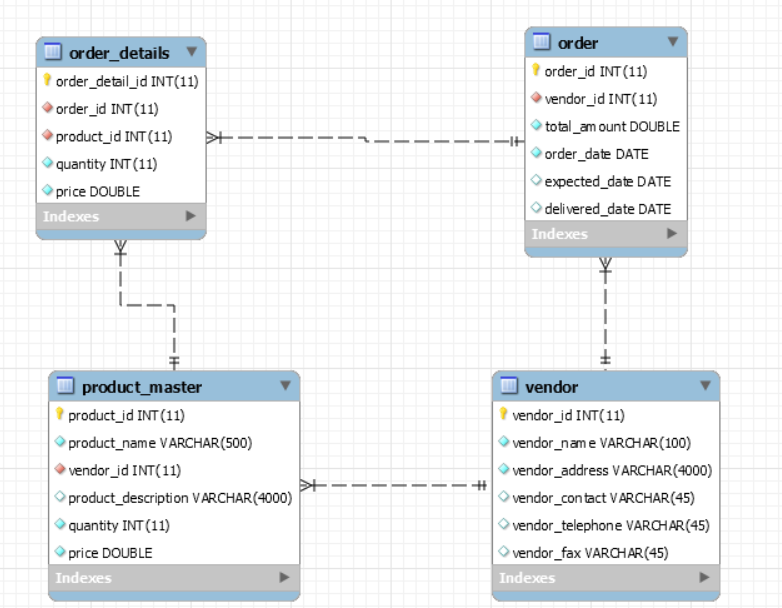 order_details
order_detail_id INT(11)
order_id INT(11)
product_id INT(11)
quantity INT(11)
price DOUBLE
Indexes
order
order_id INT(11)
vendor_id INT(11)
total_amount DOUBLE
order_date DATE
expected_date DATE
delivered_date DATE
Indexes
product_master
product_id INT(11)
product_name VARCHAR(500)
vendor_id INT(11)
product_description VARCHAR(4000)
quantity INT(11)
price DOUBLE
Indexes
vendor
vendor_id INT(11)
vendor_name VARCHAR(100)
vendor_address VARCHAR(4000)
vendor_contact VARCHAR(45)
vendor_telephone VARCHAR(45)
vendor_fax VARCHAR(45)
Indexes